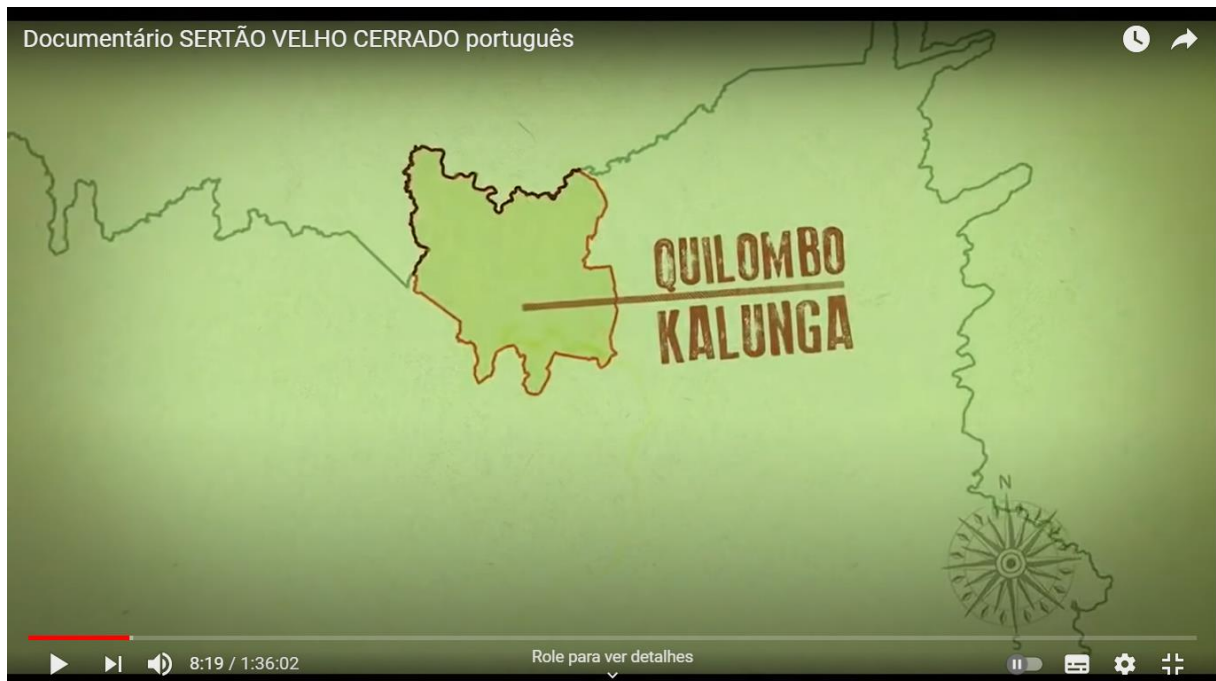 Documentário SERTÃO VELHO CERRADO português
QUILOMBO
KALUNGA
N
S
8:19 / 1:36:02
Role para ver detalhes